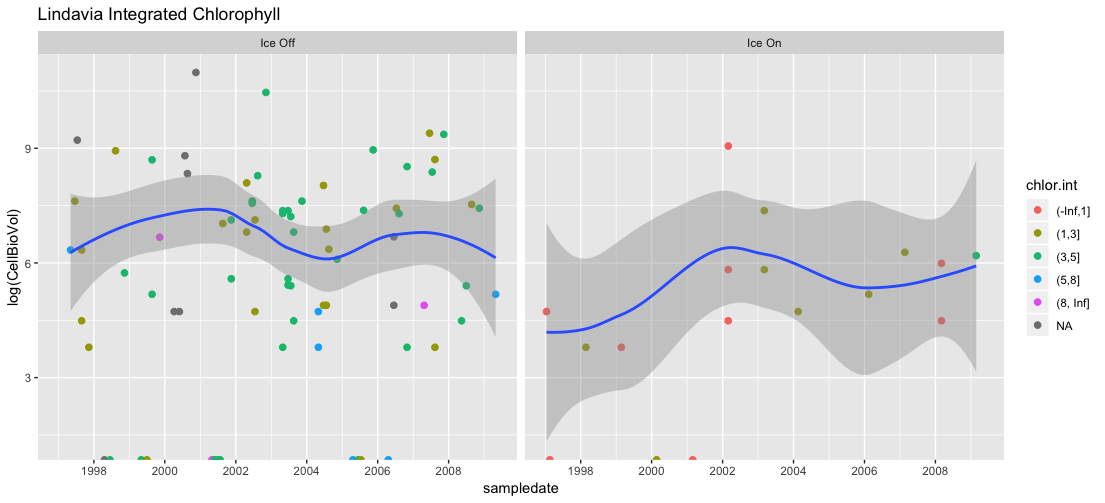 Lindavia Integrated Chlorophyll
Ice Off
Ice On
log(CellBioVol)
9
6
3
1998 2000 2002 2004 2006 2008
1998 2000 2002 2004 2006 2008
sampledate
chlor.int
(-Inf,1]
(1,3]
(3,5]
(5,8]
(8, Inf]
NA